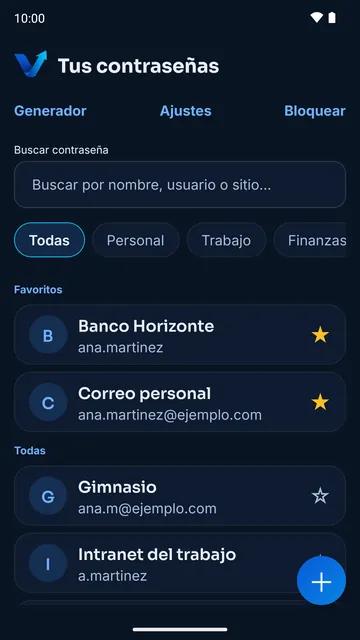 10:00
Tus contraseñas
Generador Ajustes Bloquear
Buscar contraseña
Buscar por nombre, usuario o sitio...
Todas Personal Trabajo Finanzas
Favoritos
B Banco Horizonte
ana.martinez
C Correo personal
ana.martinez@ejemplo.com
Todas
G Gimnasio
ana.m@ejemplo.com
I Intranet del trabajo
a.martinez